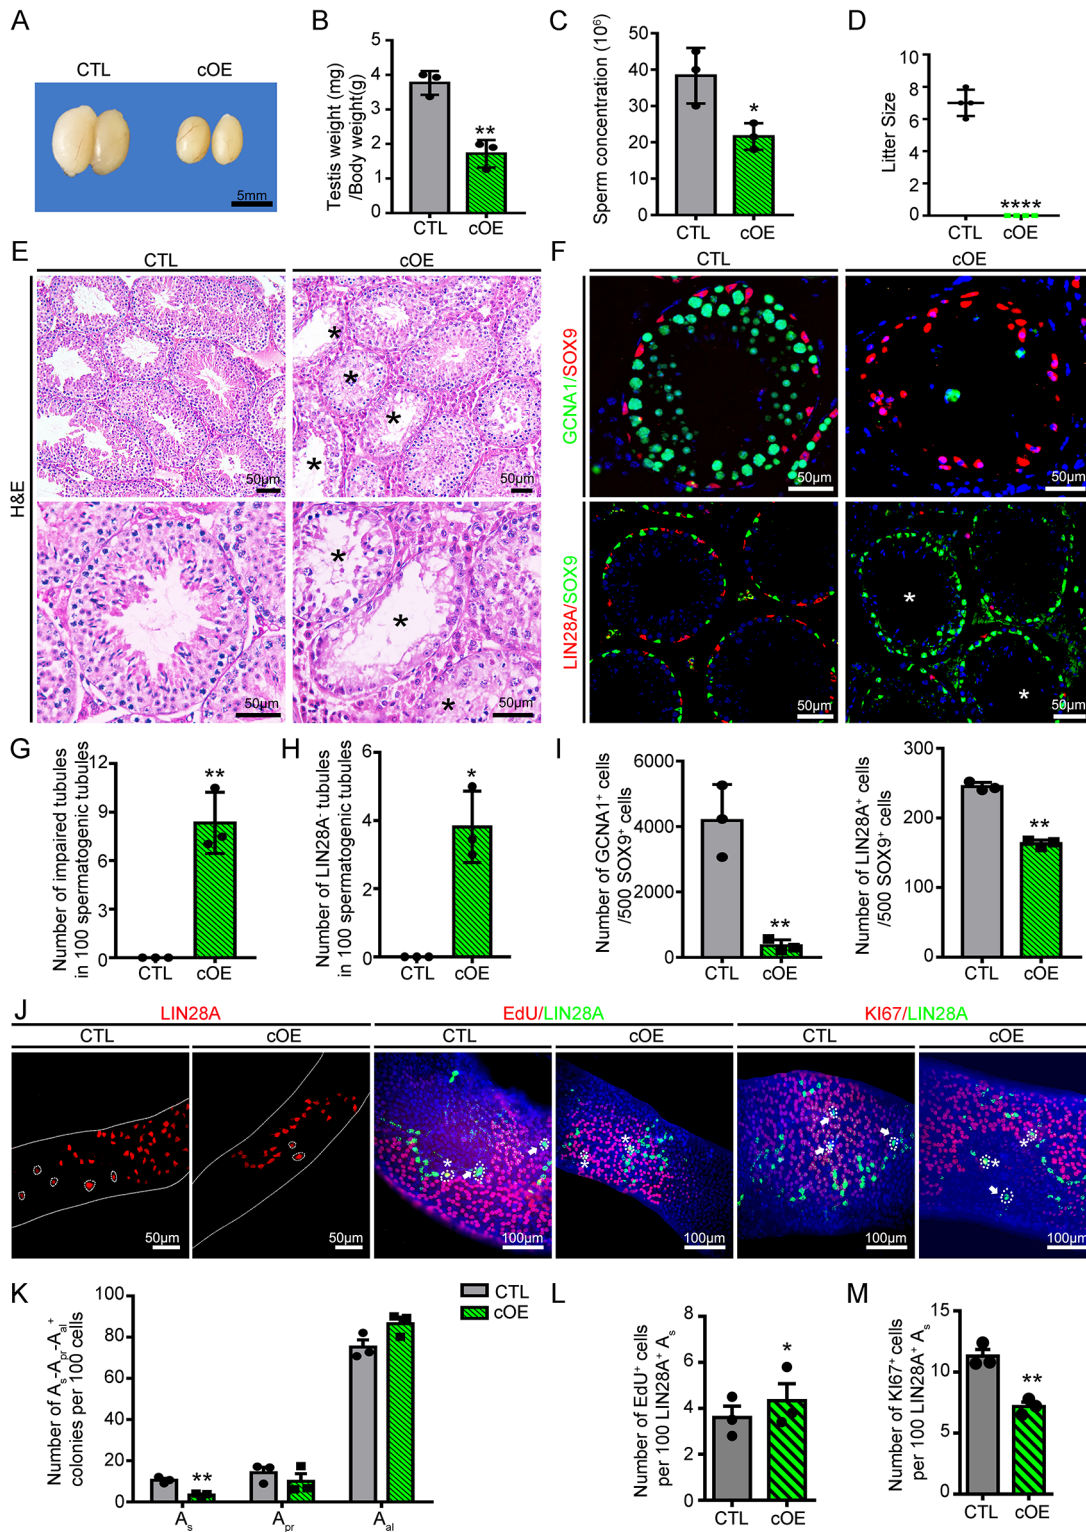 A
CTL
cOE
5mm
B
Testis weight (mg)
/Body weight(g)
5
4
3
2
1
0
**
CTL
cOE
C
Sperm concentration (10⁶)
50
40
30
20
10
0
*
CTL
cOE
D
Litter Size
10
8
6
4
2
0
****
CTL
cOE
E
CTL
cOE
H&E
*
*
*
*
50µm
50µm
*
*
*
50µm
50µm
F
CTL
cOE
GCNA1/SOX9
50µm
50µm
LIN28A/SOX9
*
*
50µm
50µm
G
Number of impaired tubules
in 100 spermatogenic tubules
12
9
6
3
0
**
CTL
cOE
H
Number of LIN28A⁻ tubules
in 100 spermatogenic tubules
6
4
2
0
*
CTL
cOE
I
Number of GCNA1⁺ cells
/500 SOX9⁺ cells
6000
4000
2000
0
**
CTL
cOE
Number of LIN28A⁺ cells
/500 SOX9⁺ cells
300
200
100
0
**
CTL
cOE
J
LIN28A
EdU/LIN28A
KI67/LIN28A
CTL
cOE
CTL
cOE
CTL
cOE
50µm
50µm
100µm
100µm
100µm
100µm
K
Number of Aₛ-Aₚᵣ-Aₐₗ⁺
colonies per 100 cells
100
80
60
40
20
0
**
Aₛ
Aₚᵣ
Aₐₗ
CTL
cOE
L
Number of EdU⁺ cells
per 100 LIN28A⁺ Aₛ
8
6
4
2
0
*
CTL
cOE
M
Number of KI67⁺ cells
per 100 LIN28A⁺ Aₛ
15
10
5
0
**
CTL
cOE